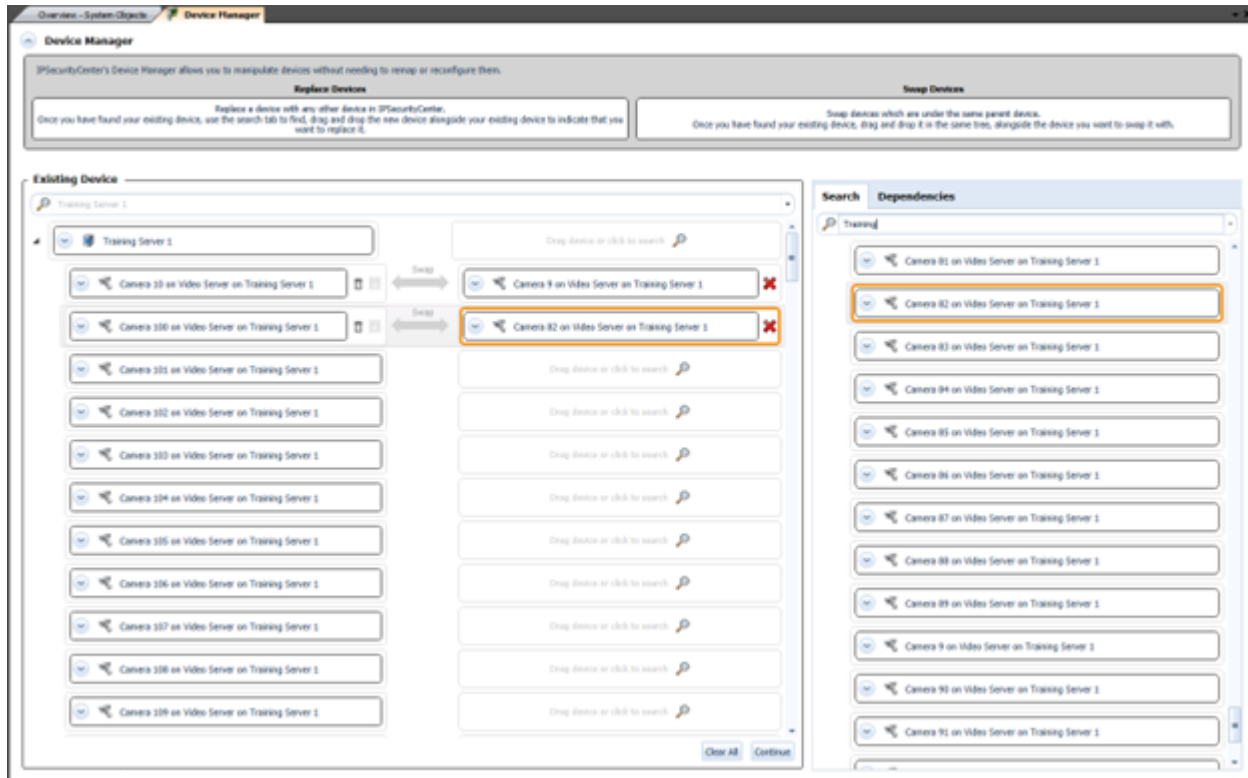 Overview - System Objects
Device Manager
Device Manager
IPSecurityCenter's Device Manager allows you to manipulate devices without needing to remap or reconfigure them.
Replace Devices
Replace a device with any other device in IPSecurityCenter.
Once you have found your existing device, use the search tab to find, drag and drop the new device alongside your existing device to indicate that you
want to replace it.
Swap Devices
Swap devices which are under the same parent device.
Once you have found your existing device, drag and drop it in the same tree, alongside the device you want to swap it with.
Existing Device
Training Server 1
Training Server 1
Drag device or click to search
Camera 10 on Video Server on Training Server 1
Swap
Camera 9 on Video Server on Training Server 1
Camera 100 on Video Server on Training Server 1
Swap
Camera 82 on Video Server on Training Server 1
Camera 101 on Video Server on Training Server 1
Drag device or click to search
Camera 102 on Video Server on Training Server 1
Drag device or click to search
Camera 103 on Video Server on Training Server 1
Drag device or click to search
Camera 104 on Video Server on Training Server 1
Drag device or click to search
Camera 105 on Video Server on Training Server 1
Drag device or click to search
Camera 106 on Video Server on Training Server 1
Drag device or click to search
Camera 107 on Video Server on Training Server 1
Drag device or click to search
Camera 108 on Video Server on Training Server 1
Drag device or click to search
Camera 109 on Video Server on Training Server 1
Drag device or click to search
Clear All
Continue
Search
Dependencies
Training
Camera 81 on Video Server on Training Server 1
Camera 82 on Video Server on Training Server 1
Camera 83 on Video Server on Training Server 1
Camera 84 on Video Server on Training Server 1
Camera 85 on Video Server on Training Server 1
Camera 86 on Video Server on Training Server 1
Camera 87 on Video Server on Training Server 1
Camera 88 on Video Server on Training Server 1
Camera 89 on Video Server on Training Server 1
Camera 9 on Video Server on Training Server 1
Camera 90 on Video Server on Training Server 1
Camera 91 on Video Server on Training Server 1